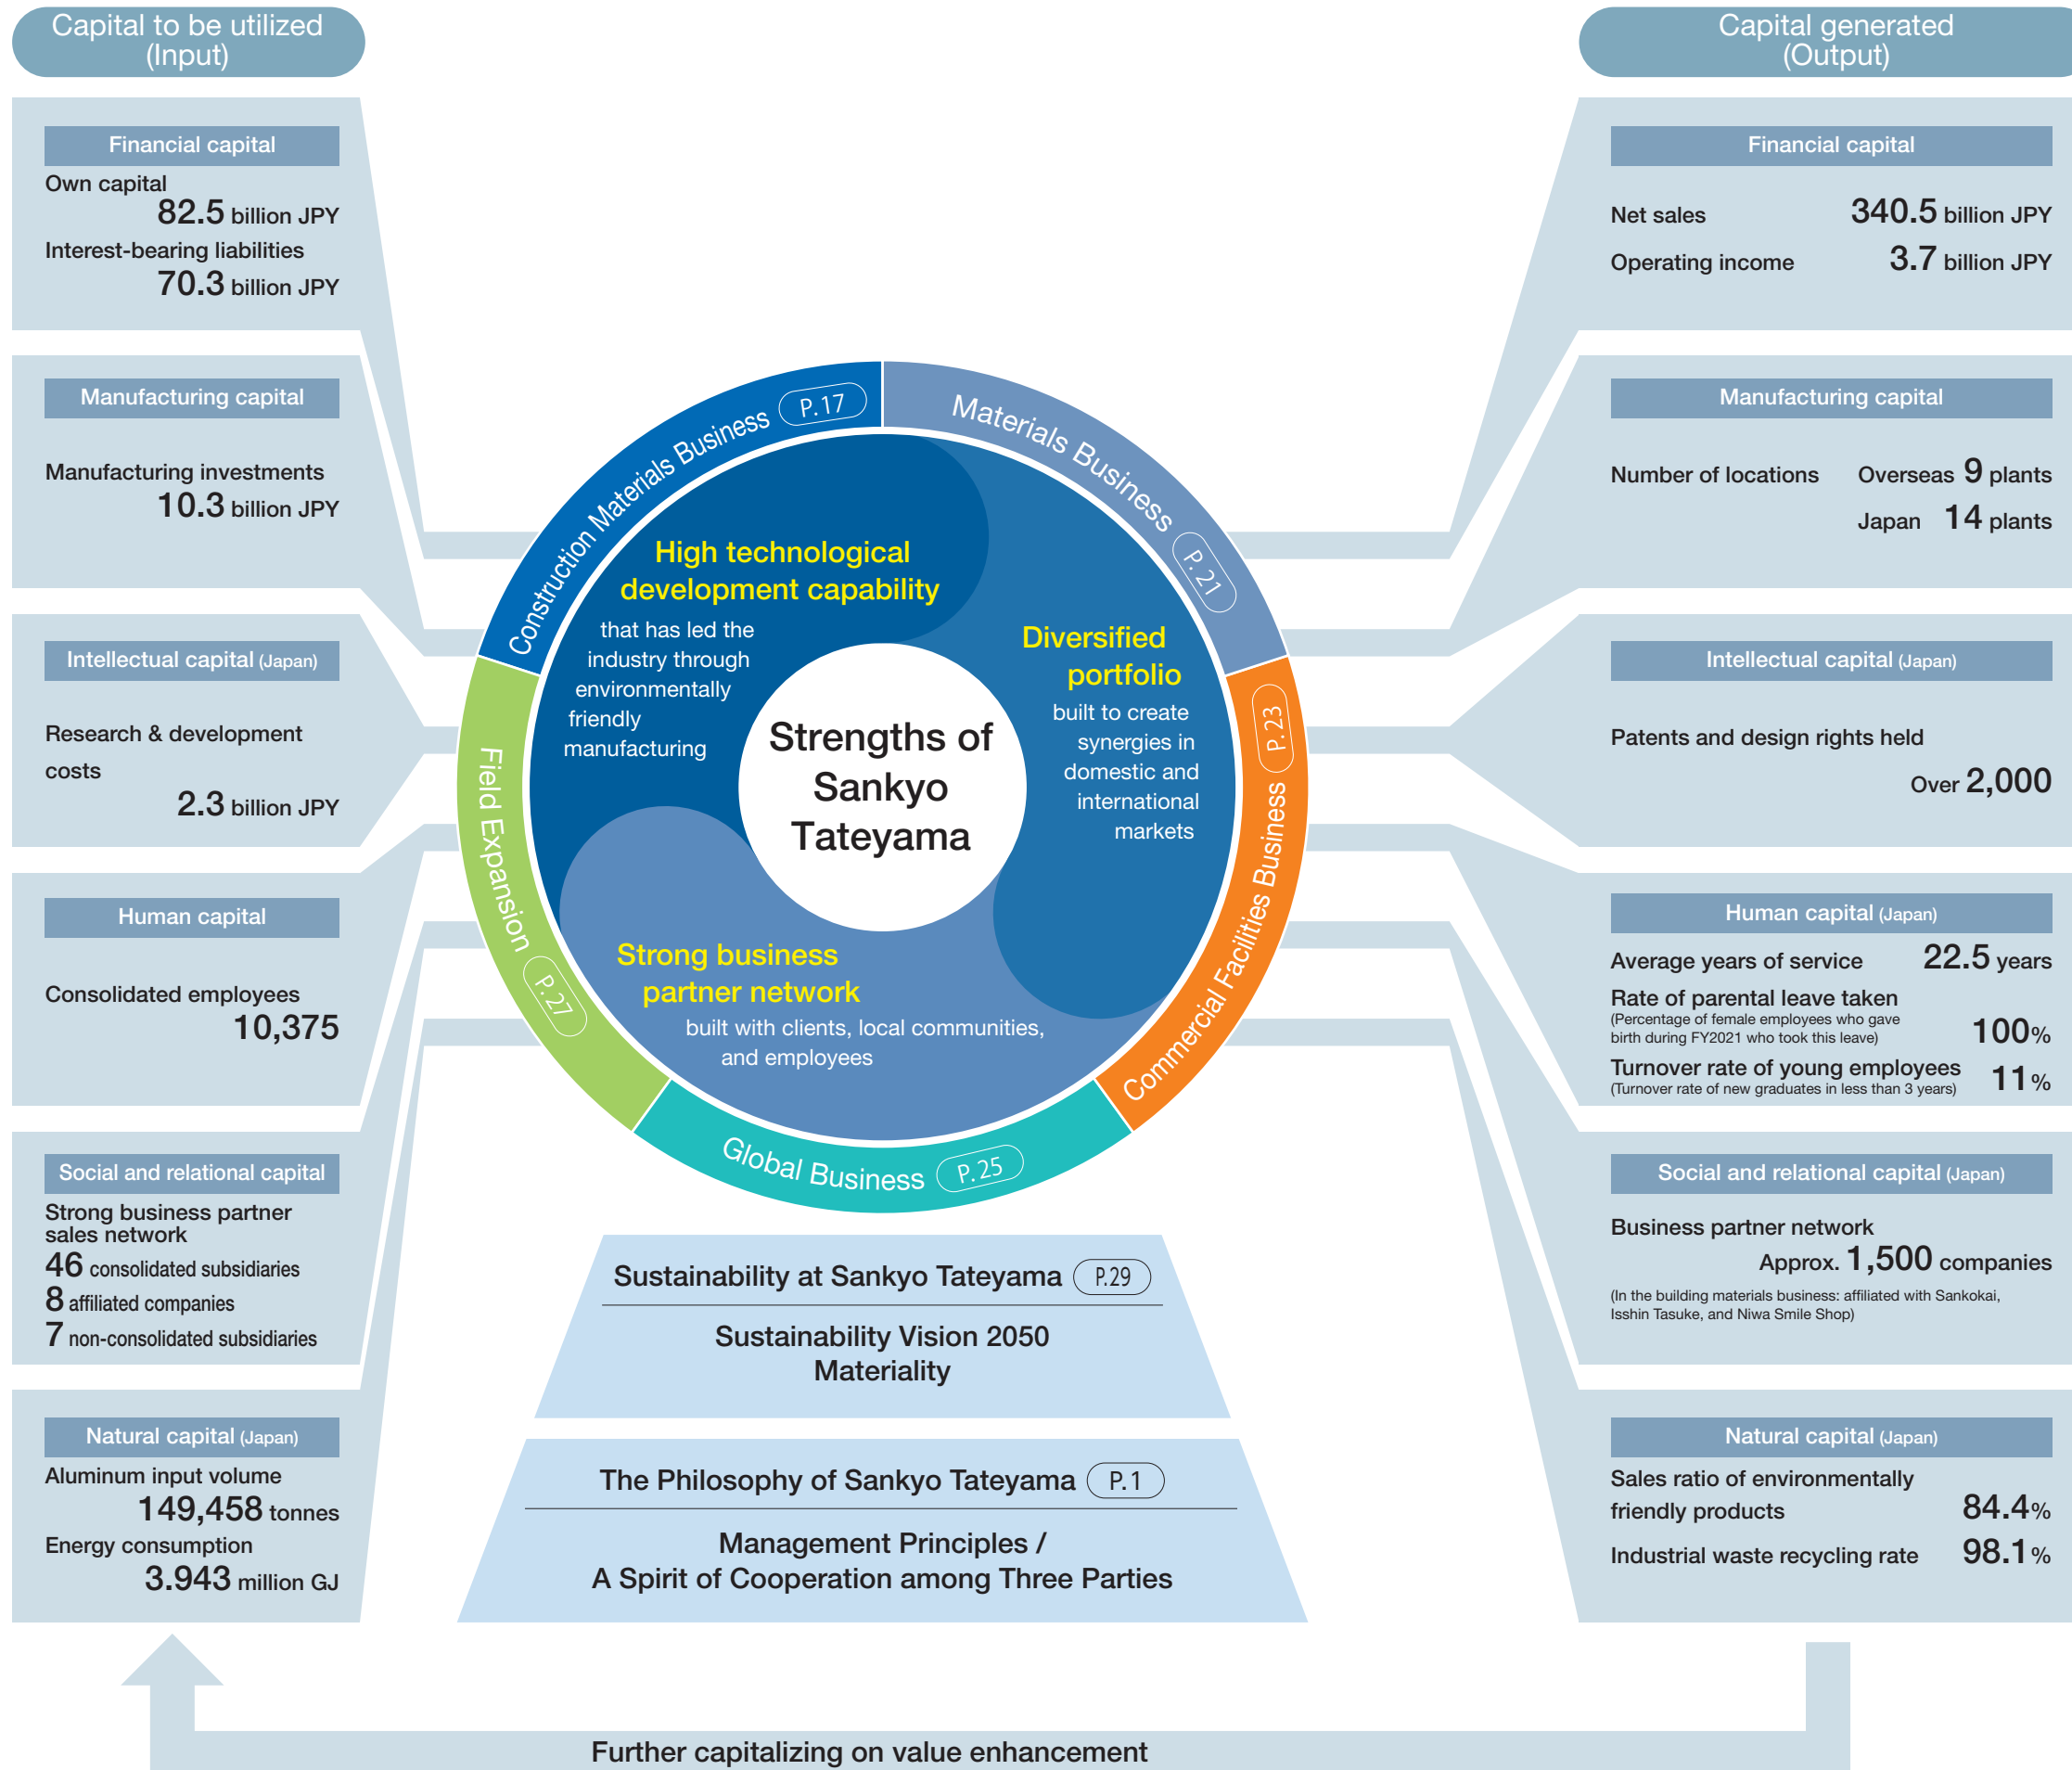 Capital to be utilized
(Input)
Financial capital
Own capital
82.5 billion JPY
Interest-bearing liabilities
70.3 billion JPY
Manufacturing capital
Manufacturing investments
10.3 billion JPY
Intellectual capital (Japan)
Research & development
costs
2.3 billion JPY
Human capital
Consolidated employees
10,375
Social and relational capital
Strong business partner
sales network
46 consolidated subsidiaries
8 affiliated companies
7 non-consolidated subsidiaries
Natural capital (Japan)
Aluminum input volume
149,458 tonnes
Energy consumption
3.943 million GJ
Construction Materials Business P.17
Materials Business P.21
Commercial Facilities Business P.23
Global Business P.25
Field Expansion P.27
High technological
development capability
that has led the
industry through
environmentally
friendly
manufacturing
Diversified
portfolio
built to create
synergies in
domestic and
international
markets
Strengths of
Sankyo
Tateyama
Strong business
partner network
built with clients, local communities,
and employees
Sustainability at Sankyo Tateyama P.29
Sustainability Vision 2050
Materiality
The Philosophy of Sankyo Tateyama P.1
Management Principles /
A Spirit of Cooperation among Three Parties
Capital generated
(Output)
Financial capital
Net sales 340.5 billion JPY
Operating income 3.7 billion JPY
Manufacturing capital
Number of locations Overseas 9 plants
Japan 14 plants
Intellectual capital (Japan)
Patents and design rights held
Over 2,000
Human capital (Japan)
Average years of service 22.5 years
Rate of parental leave taken
(Percentage of female employees who gave
birth during FY2021 who took this leave) 100%
Turnover rate of young employees
(Turnover rate of new graduates in less than 3 years) 11%
Social and relational capital (Japan)
Business partner network
Approx. 1,500 companies
(In the building materials business: affiliated with Sankokai,
Isshin Tasuke, and Niwa Smile Shop)
Natural capital (Japan)
Sales ratio of environmentally
friendly products 84.4%
Industrial waste recycling rate 98.1%
Further capitalizing on value enhancement